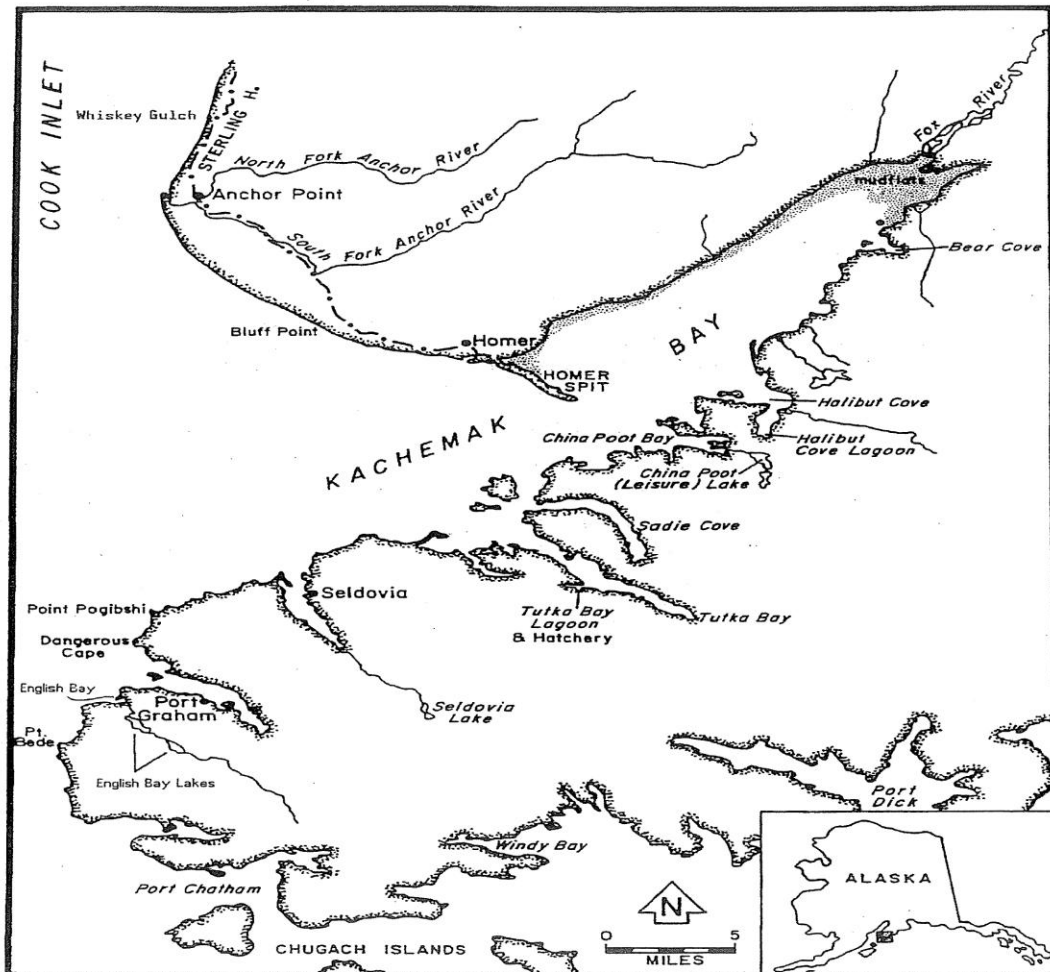 COOK INLET
Whiskey Gulch
STERLING H.
North Fork Anchor River
Anchor Point
South Fork Anchor River
Fox River
mudflats
Bear Cove
Bluff Point
Homer
HOMER
SPIT
KACHEMAK BAY
Halibut Cove
Halibut
Cove Lagoon
China Poot Bay
China Poot
(Leisure) Lake
Sadie Cove
Seldovia
Tutka Bay
Lagoon
& Hatchery
Tutka Bay
Point Pogibshi
Dangerous
Cape
English Bay
Port
Graham
Seldovia
Lake
Pt.
Bede
English Bay Lakes
Port
Dick
Windy Bay
Port Chatham
CHUGACH ISLANDS
N
0 5
MILES
ALASKA